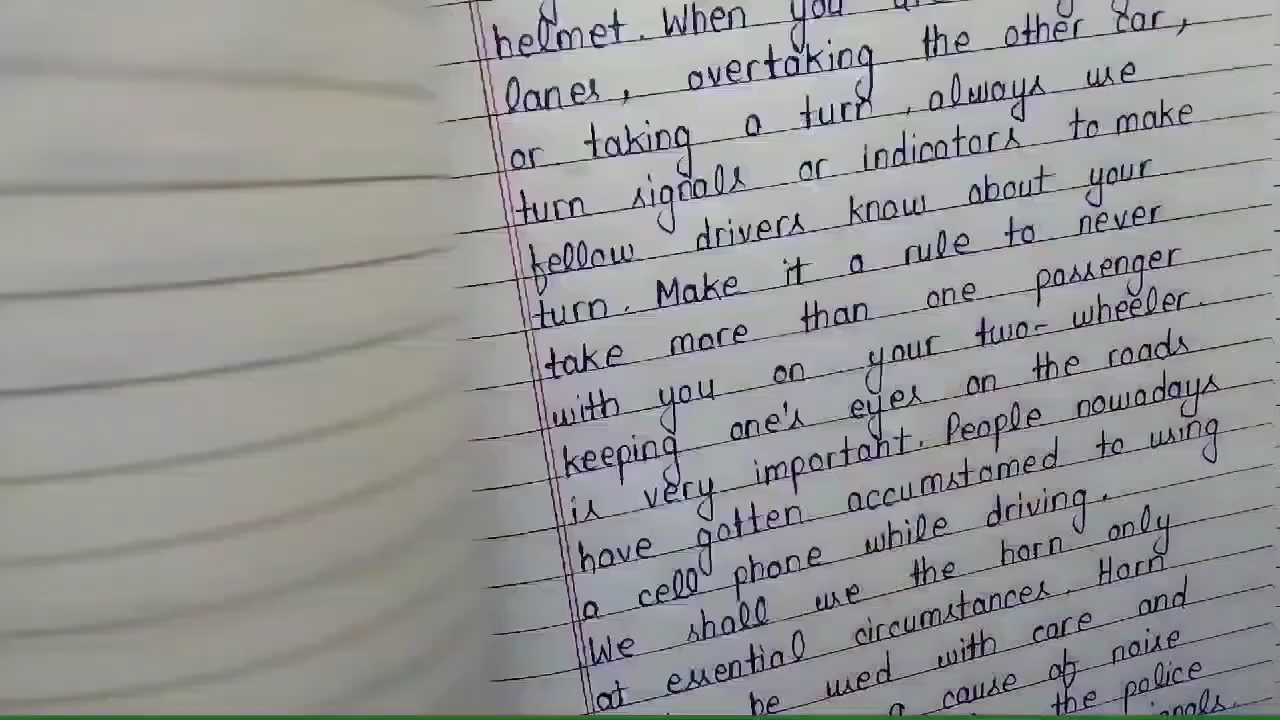 helmet. When you
lanes, overtaking the other car,
or taking a turn, always use
turn signals or indicators to make
fellow drivers know about your
turn. Make it a rule to never
take more than one passenger
with you on your two-wheeler.
keeping one's eyes on the roads
is very important. People nowadays
have gotten accumstomed to using
a cell phone while driving.
We shall use the horn only
at essential circumstances. Horn
be used with care and
a cause of noise
the police